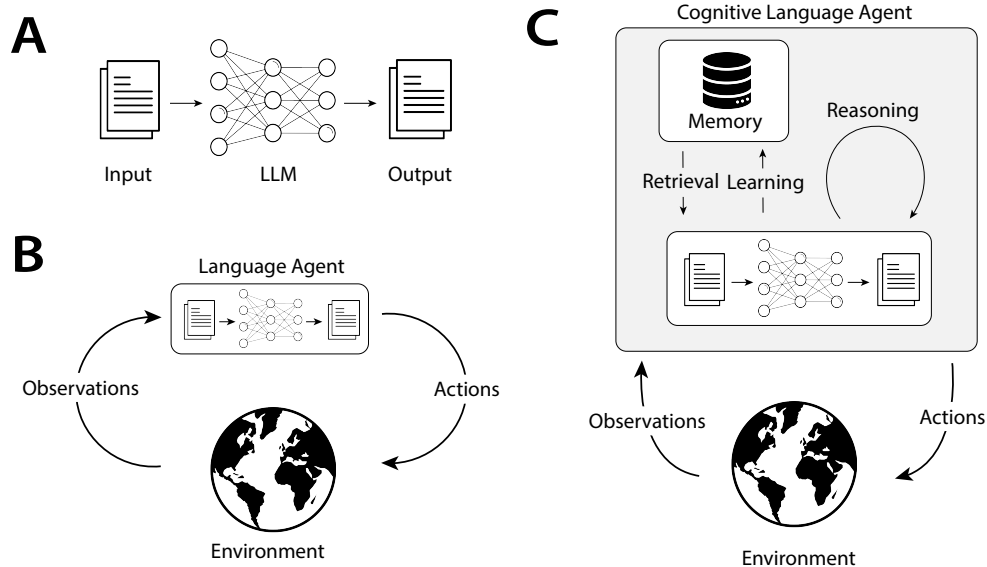 A
Input
LLM
Output
B
Language Agent
Observations
Actions
Environment
C
Cognitive Language Agent
Memory
Reasoning
Retrieval
Learning
Observations
Actions
Environment